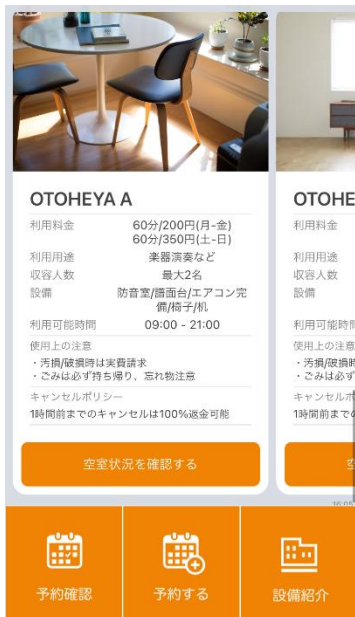 OTOHEYA A
利用料金 60分/200円(月-金)
60分/350円(土-日)
利用用途 楽器演奏など
収容人数 最大2名
設備 防音室/譜面台/エアコン完
備/椅子/机
利用可能時間 09:00 - 21:00
使用上の注意
・汚損/破損時は実費請求
・ごみは必ず持ち帰り、忘れ物注意
キャンセルポリシー
1時間前までのキャンセルは100%返金可能
空室状況を確認する
OTOHE
利用料金
利用用途
収容人数
設備
利用可能時間
使用上の注意
・汚損/破損時
・ごみは必ず
キャンセルポ
1時間前までの
予約確認
予約する
設備紹介